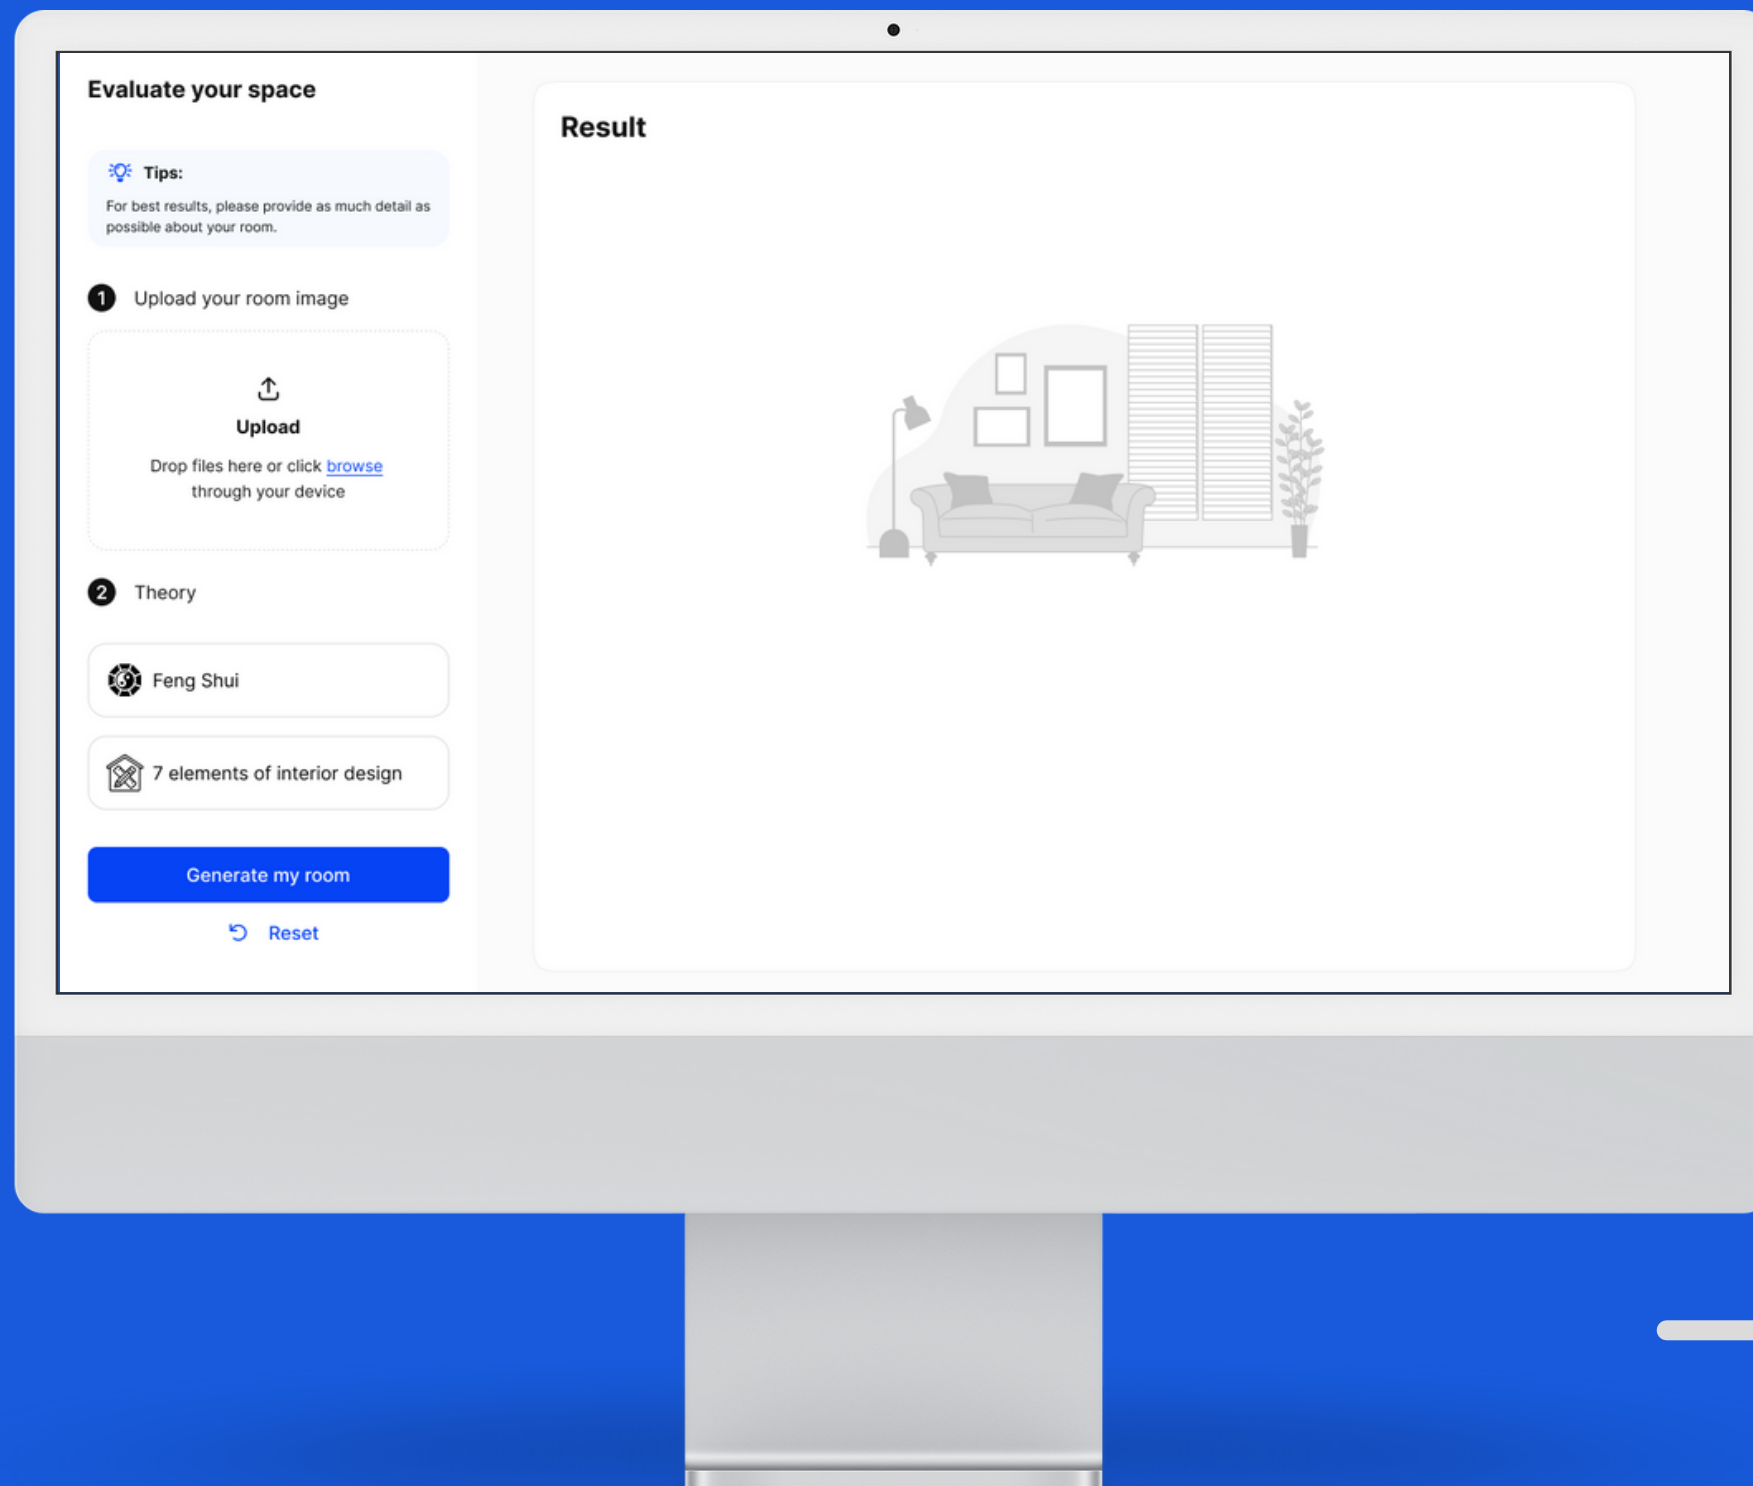 Evaluate your space
Tips:
For best results, please provide as much detail as
possible about your room.
1 Upload your room image
Upload
Drop files here or click browse
through your device
2 Theory
Feng Shui
7 elements of interior design
Generate my room
Reset
Result